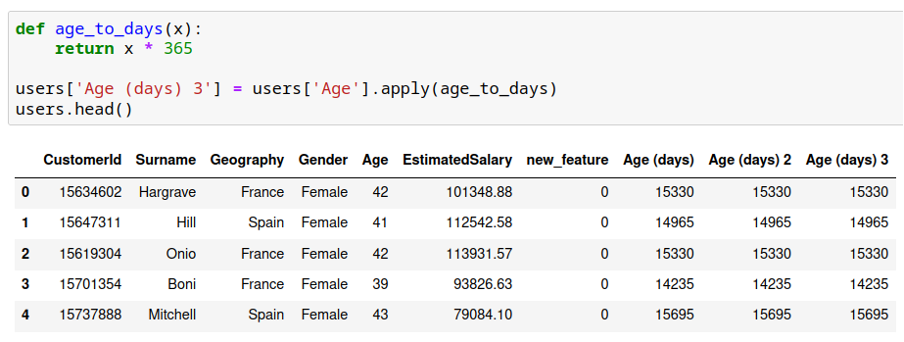 def age_to_days(x):
    return x * 365
users['Age (days) 3'] = users['Age'].apply(age_to_days)
users.head()
CustomerId Surname Geography Gender Age EstimatedSalary new_feature Age (days) Age (days) 2 Age (days) 3
0 15634602 Hargrave France Female 42 101348.88 0 15330 15330 15330
1 15647311 Hill Spain Female 41 112542.58 0 14965 14965 14965
2 15619304 Onio France Female 42 113931.57 0 15330 15330 15330
3 15701354 Boni France Female 39 93826.63 0 14235 14235 14235
4 15737888 Mitchell Spain Female 43 79084.10 0 15695 15695 15695